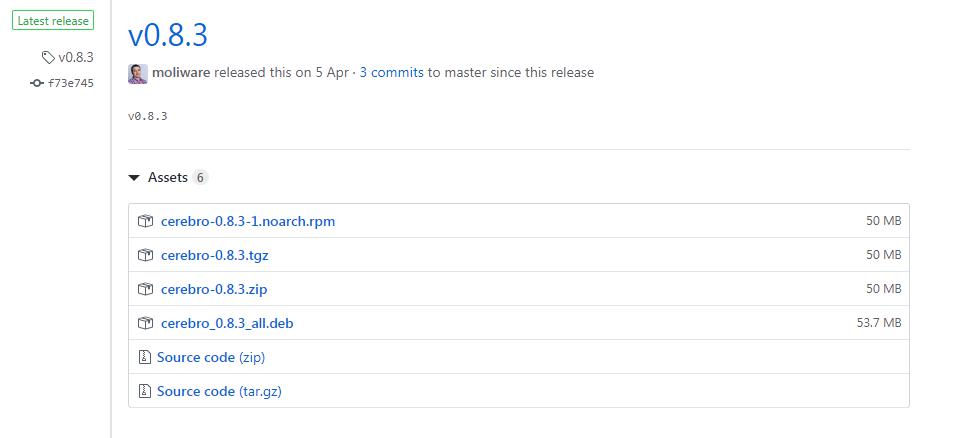 Latest release
v0.8.3
f73e745
v0.8.3
moliware released this on 5 Apr · 3 commits to master since this release
v0.8.3
Assets 6
cerebro-0.8.3-1.noarch.rpm 50 MB
cerebro-0.8.3.tgz 50 MB
cerebro-0.8.3.zip 50 MB
cerebro_0.8.3_all.deb 53.7 MB
Source code (zip)
Source code (tar.gz)